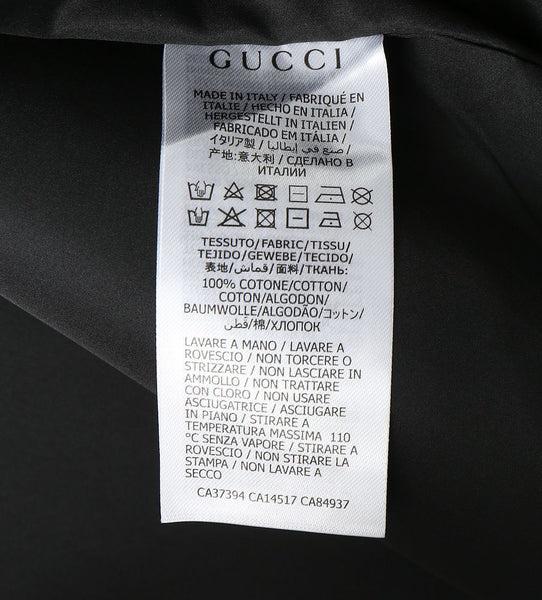 GUCCI
MADE IN ITALY / FABRIQUÉ EN
ITALIE / HECHO EN ITALIA /
HERGESTELLT IN ITALIEN /
FABRICADO EM ITÁLIA /
イタリア製 / صنع في إيطاليا /
产地:意大利 / СДЕЛАНО В
ИТАЛИИ
TESSUTO/FABRIC/TISSU/
TEJIDO/GEWEBE/TECIDO/
表地/قماش/面料/ТКАНЬ:
100% COTONE/COTTON/
COTON/ALGODON/
BAUMWOLLE/ALGODÃO/コットン/
قطن/棉/ХЛОПОК
LAVARE A MANO / LAVARE A
ROVESCIO / NON TORCERE O
STRIZZARE / NON LASCIARE IN
AMMOLLO / NON TRATTARE
CON CLORO / NON USARE
ASCIUGATRICE / ASCIUGARE
IN PIANO / STIRARE A
TEMPERATURA MASSIMA 110
°C SENZA VAPORE / STIRARE A
ROVESCIO / NON STIRARE LA
STAMPA / NON LAVARE A
SECCO
CA37394 CA14517 CA84937